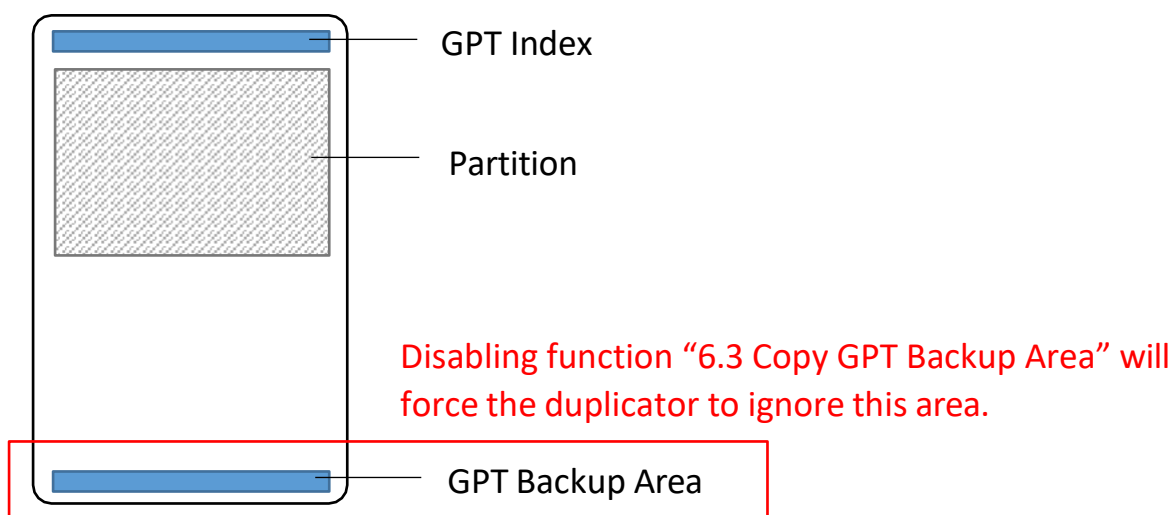 GPT Index
Partition
Disabling function “6.3 Copy GPT Backup Area” will
force the duplicator to ignore this area.
GPT Backup Area